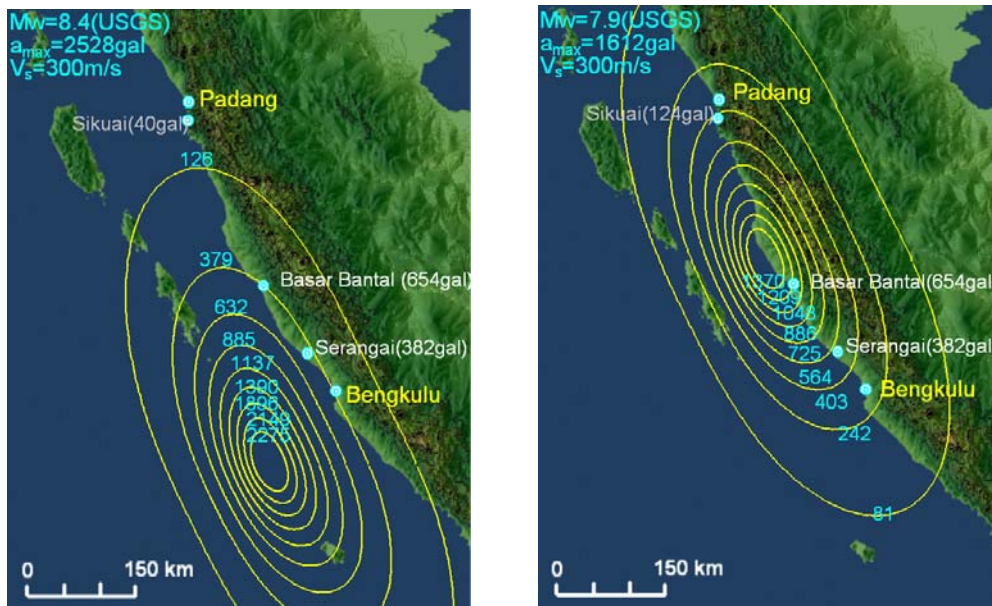 Mw=8.4(USGS)
amax=2528gal
Vs=300m/s
Padang
Sikuai(40gal)
126
379
Basar Bantal (654gal)
632
885
Serangai(382gal)
1137
1390
Bengkulu
1896
2149
2275
0 150 km
Mw=7.9(USGS)
amax=1612gal
Vs=300m/s
Padang
Sikuai(124gal)
1370
Basar Bantal(654gal
1209
1048
886
725
Serangai(382gal
564
403
Bengkulu
242
81
0 150 km